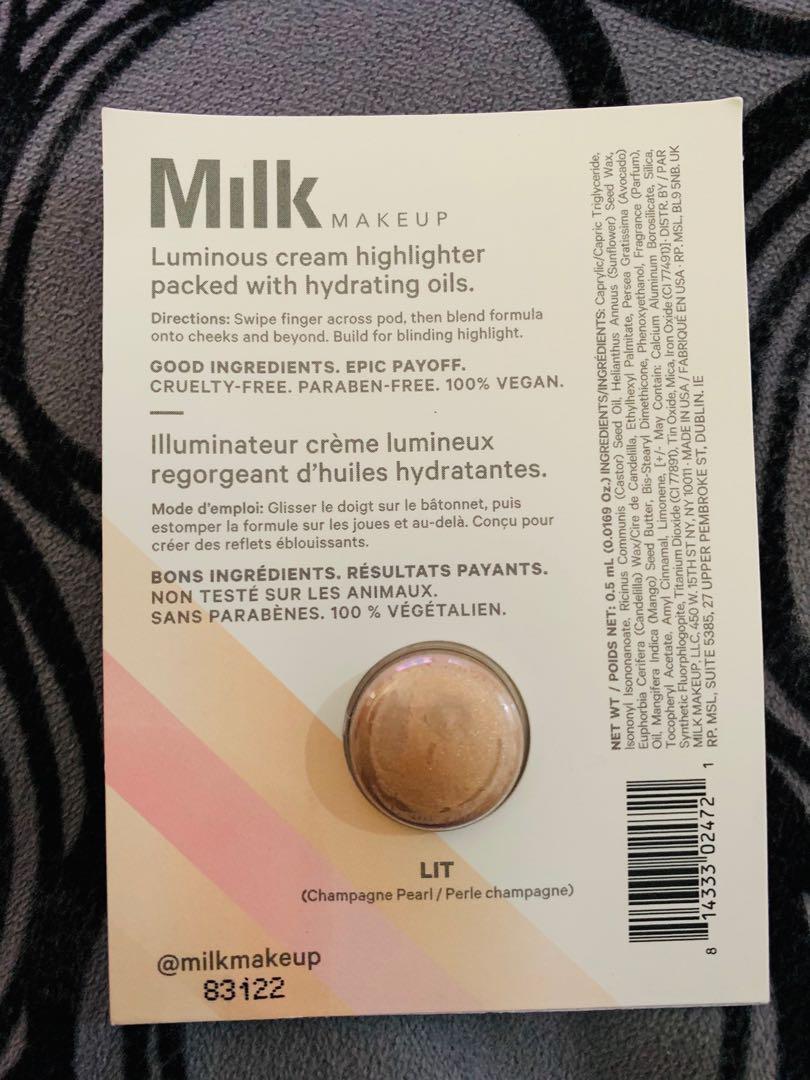 Milk MAKEUP
Luminous cream highlighter
packed with hydrating oils.
Directions: Swipe finger across pod, then blend formula
onto cheeks and beyond. Build for blinding highlight.
GOOD INGREDIENTS. EPIC PAYOFF.
CRUELTY-FREE. PARABEN-FREE. 100% VEGAN.
Illuminateur crème lumineux
regorgeant d'huiles hydratantes.
Mode d'emploi: Glisser le doigt sur le bâtonnet, puis
estomper la formule sur les joues et au-delà. Conçu pour
créer des reflets éblouissants.
BONS INGRÉDIENTS. RÉSULTATS PAYANTS.
NON TESTÉ SUR LES ANIMAUX.
SANS PARABÈNES. 100 % VÉGÉTALIEN.
LIT
(Champagne Pearl / Perle champagne)
@milkmakeup
83122
NET WT / POIDS NET: 0.5 mL (0.0169 Oz.) INGREDIENTS/INGRÉDIENTS: Caprylic/Capric Triglyceride,
Isononyl Isononanoate, Ricinus Communis (Castor) Seed Oil, Helianthus Annuus (Sunflower) Seed Wax,
Euphorbia Cerifera (Candelilla) Wax/Cire de Candelilla, Ethylhexyl Palmitate, Persea Gratissima (Avocado)
Oil, Mangifera Indica (Mango) Seed Butter, Bis-Stearyl Dimethicone, Phenoxyethanol, Fragrance (Parfum),
Tocopheryl Acetate, Amyl Cinnamal, Limonene, [+/- May Contain: Calcium Aluminum Borosilicate, Silica,
Synthetic Fluorphlogopite, Titanium Dioxide (CI 77891), Tin Oxide, Mica, Iron Oxide (CI 77491)]· DISTR. BY / PAR
MILK MAKEUP, LLC, 450 W. 15TH ST NY, NY 10011 · MADE IN USA / FABRIQUÉ EN USA · RP. MSL, BL9 5NB. UK
RP. MSL, SUITE 5385, 27 UPPER PEMBROKE ST, DUBLIN. IE
8 14333 02472 1